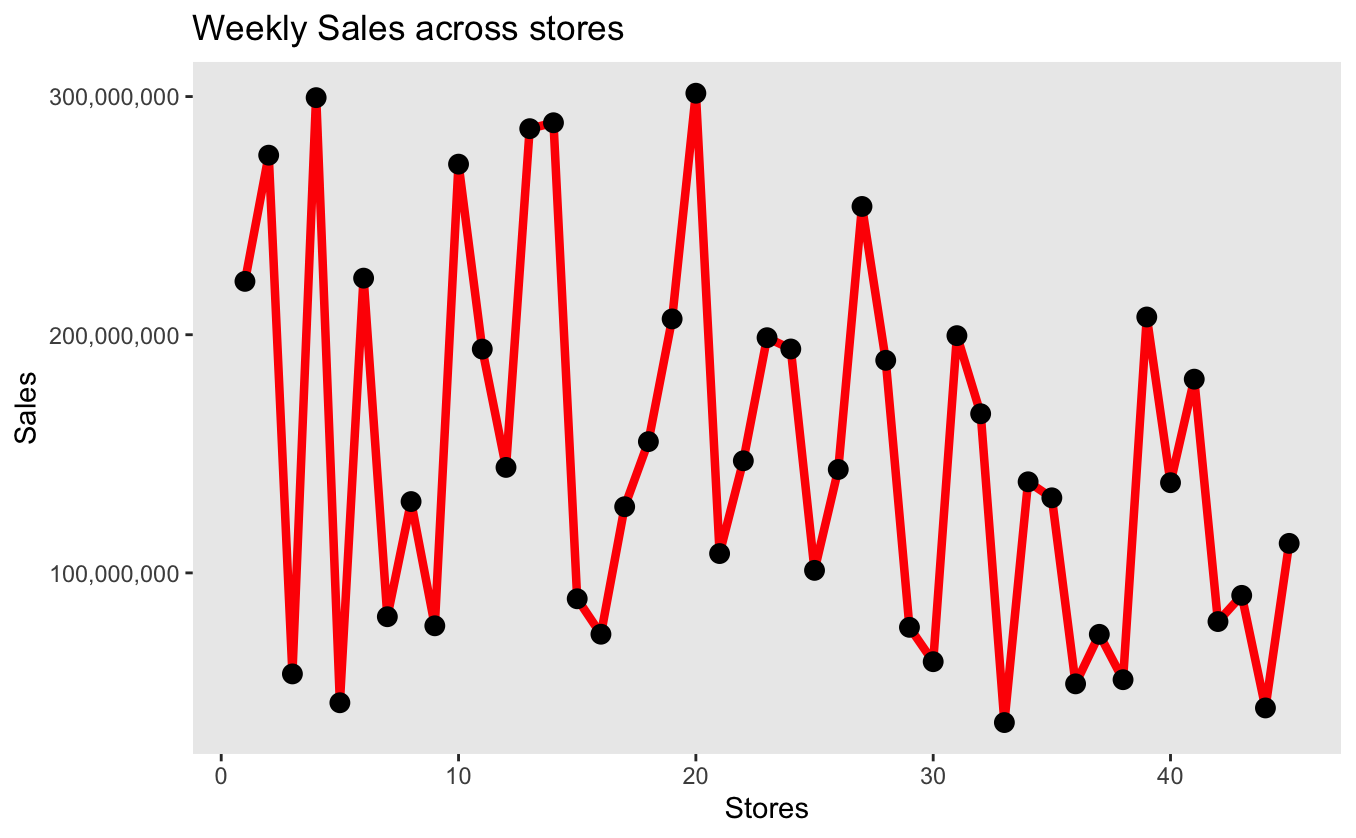 Weekly Sales across stores
300,000,000
200,000,000
100,000,000
Sales
0 10 20 30 40
Stores